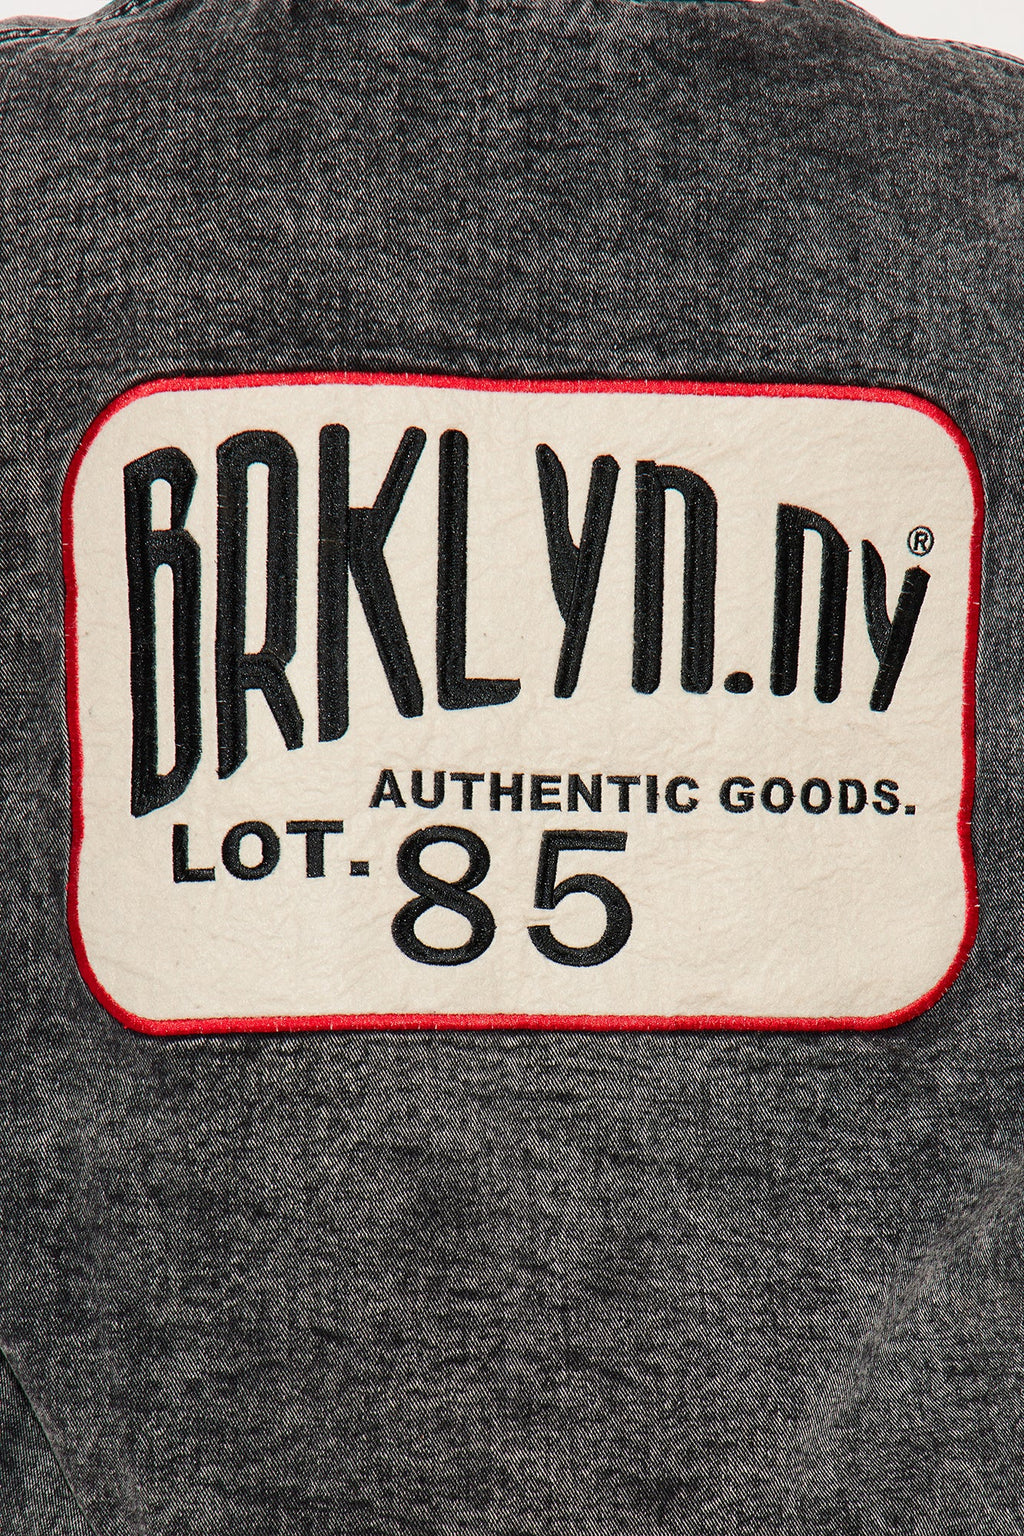 BRKLyn.ny®
AUTHENTIC GOODS.
LOT. 85